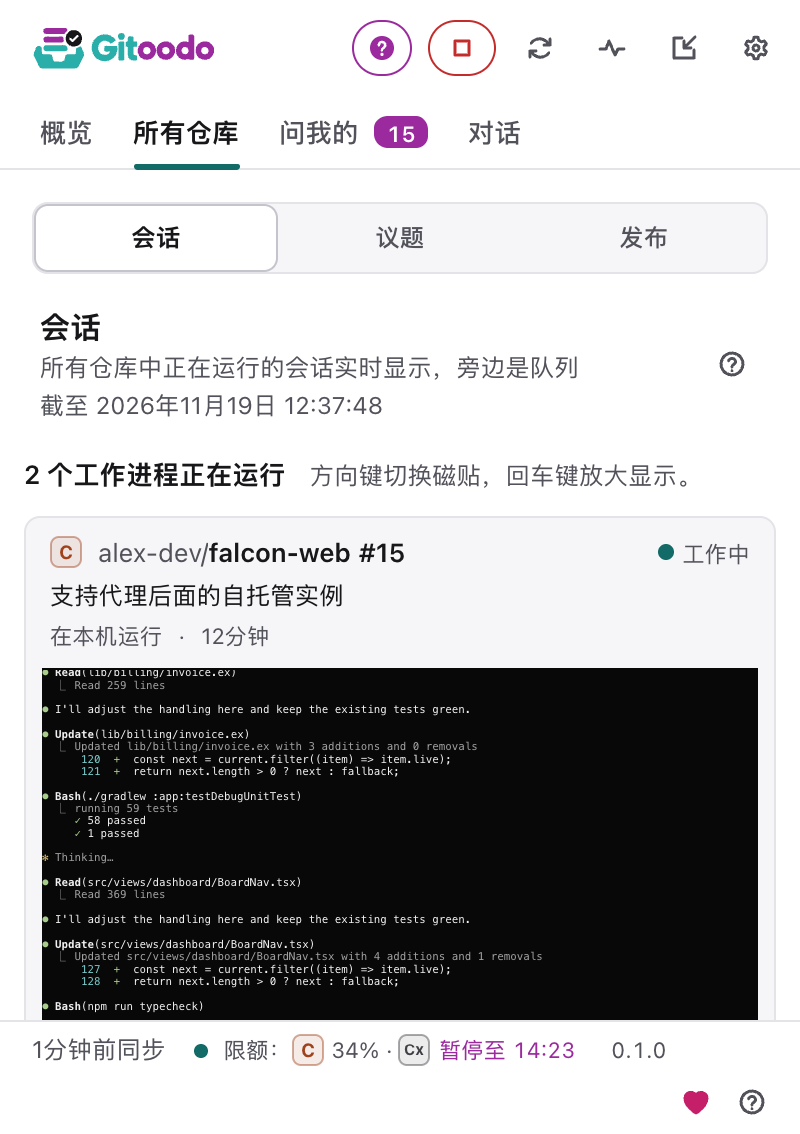 Gitoodo
概览 所有仓库 问我的 15 对话
会话 议题 发布
会话
所有仓库中正在运行的会话实时显示，旁边是队列
截至 2026年11月19日 12:37:48
2 个工作进程正在运行 方向键切换磁贴，回车键放大显示。
C alex-dev/falcon-web #15 工作中
支持代理后面的自托管实例
在本机运行 · 12分钟
Read(lib/billing/invoice.ex)
Read 259 lines
I'll adjust the handling here and keep the existing tests green.
Update(lib/billing/invoice.ex)
Updated lib/billing/invoice.ex with 3 additions and 0 removals
120 + const next = current.filter((item) => item.live);
121 + return next.length > 0 ? next : fallback;
Bash(./gradlew :app:testDebugUnitTest)
running 59 tests
✓ 58 passed
✓ 1 passed
✻ Thinking…
Read(src/views/dashboard/BoardNav.tsx)
Read 369 lines
I'll adjust the handling here and keep the existing tests green.
Update(src/views/dashboard/BoardNav.tsx)
Updated src/views/dashboard/BoardNav.tsx with 4 additions and 1 removals
127 + const next = current.filter((item) => item.live);
128 + return next.length > 0 ? next : fallback;
Bash(npm run typecheck)
1分钟前同步 限额： C 34% · Cx 暂停至 14:23 0.1.0